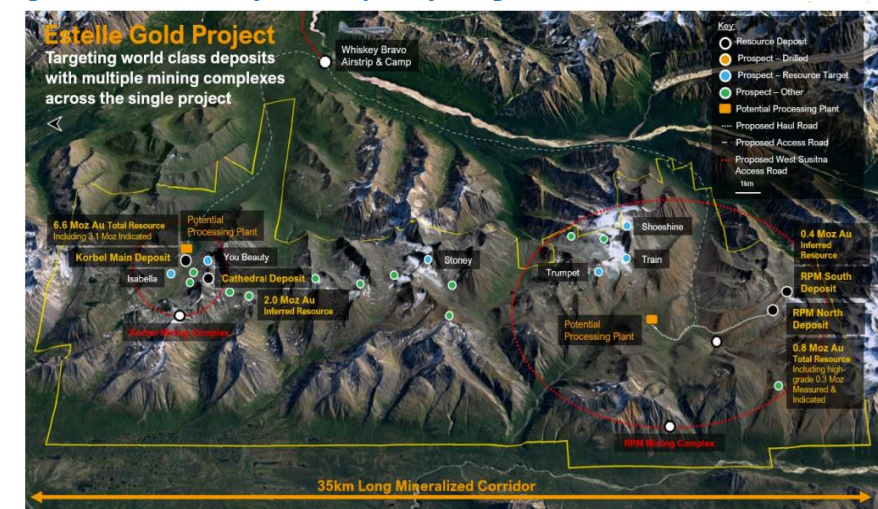 Estelle Gold Project
Targeting world class deposits
with multiple mining complexes
across the single project
Whiskey Bravo
Airstrip & Camp
Key:
Resource Deposit
Prospect – Drilled
Prospect – Resource Target
Prospect – Other
Potential Processing Plant
Proposed Haul Road
Proposed Access Road
Proposed West Susitna
Access Road
1km
6.6 Moz Au Total Resource
Including 3.1 Moz Indicated
Potential
Processing Plant
Korbel Main Deposit
You Beauty
Isabella
Cathedral Deposit
2.0 Moz Au
Inferred Resource
Korbel Mining Complex
Stoney
Shoeshine
Train
Trumpet
Potential
Processing Plant
0.4 Moz Au
Inferred
Resource
RPM South
Deposit
RPM North
Deposit
0.8 Moz Au
Total Resource
Including high-
grade 0.3 Moz
Measured &
Indicated
RPM Mining Complex
35km Long Mineralized Corridor